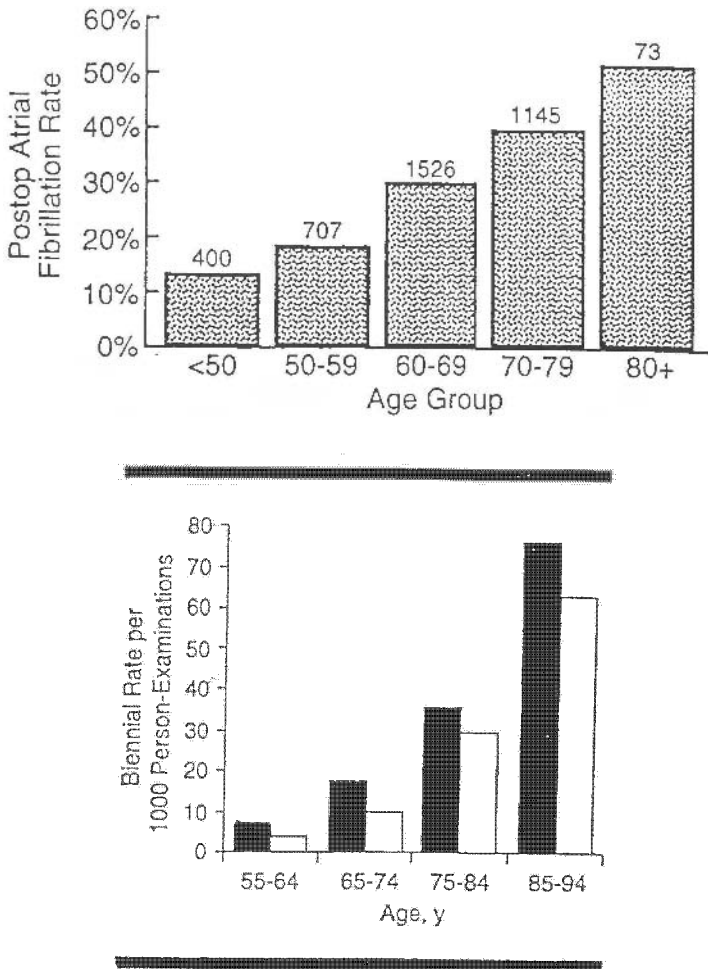 60%
50%
40%
30%
20%
10%
0%
Postop Atrial
Fibrillation Rate
400
707
1526
1145
73
<50 50-59 60-69 70-79 80+
Age Group
80
70
60
50
40
30
20
10
0
Biennial Rate per
1000 Person-Examinations
55-64 65-74 75-84 85-94
Age, y